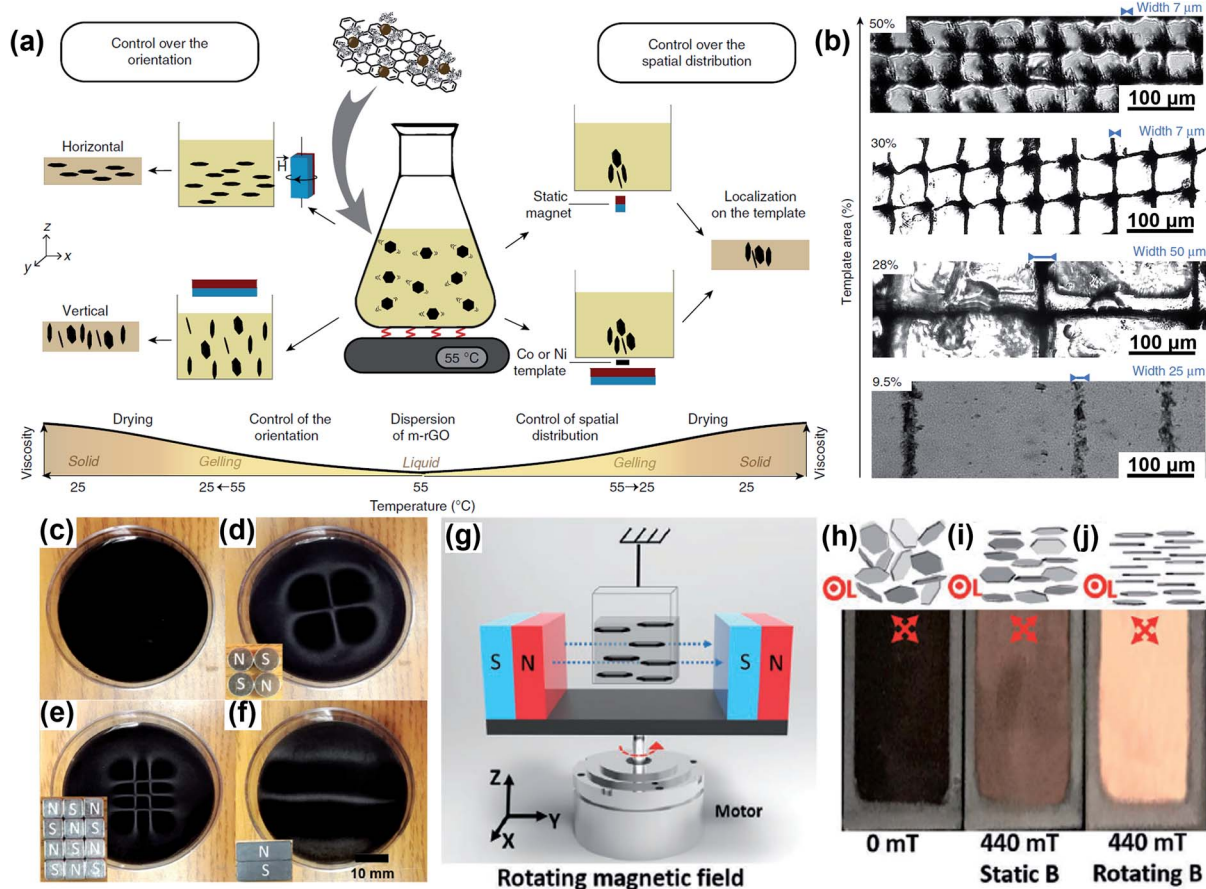 (a)
Control over the
orientation
Control over the
spatial distribution
Horizontal
H
z
y
x
Vertical
Static
magnet
Localization
on the template
Co or Ni
template
55 °C
Drying
Control of the
orientation
Dispersion
of m-rGO
Control of spatial
distribution
Drying
Viscosity
Solid
Gelling
Liquid
Gelling
Solid
Viscosity
25
25←55
55
55→25
25
Temperature (°C)
(b)
Template area (%)
50%
Width 7 µm
100 µm
30%
Width 7 µm
100 µm
28%
Width 50 µm
100 µm
9.5%
Width 25 µm
100 µm
(c)
(d)
N S
S N
(e)
N S N
S N S
N S N
S N S
(f)
N
S
10 mm
(g)
S N
S N
Z
Y
X
Motor
Rotating magnetic field
(h)
L
(i)
L
(j)
L
0 mT
440 mT
Static B
440 mT
Rotating B